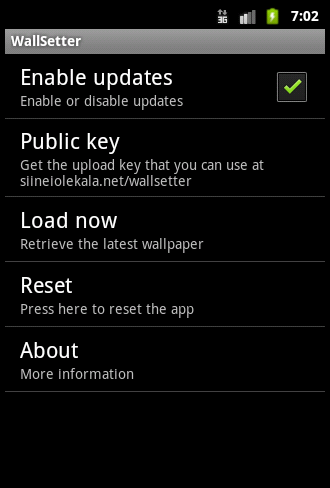 3G 7:02
WallSetter
Enable updates
Enable or disable updates
Public key
Get the upload key that you can use at
siineiolekala.net/wallsetter
Load now
Retrieve the latest wallpaper
Reset
Press here to reset the app
About
More information